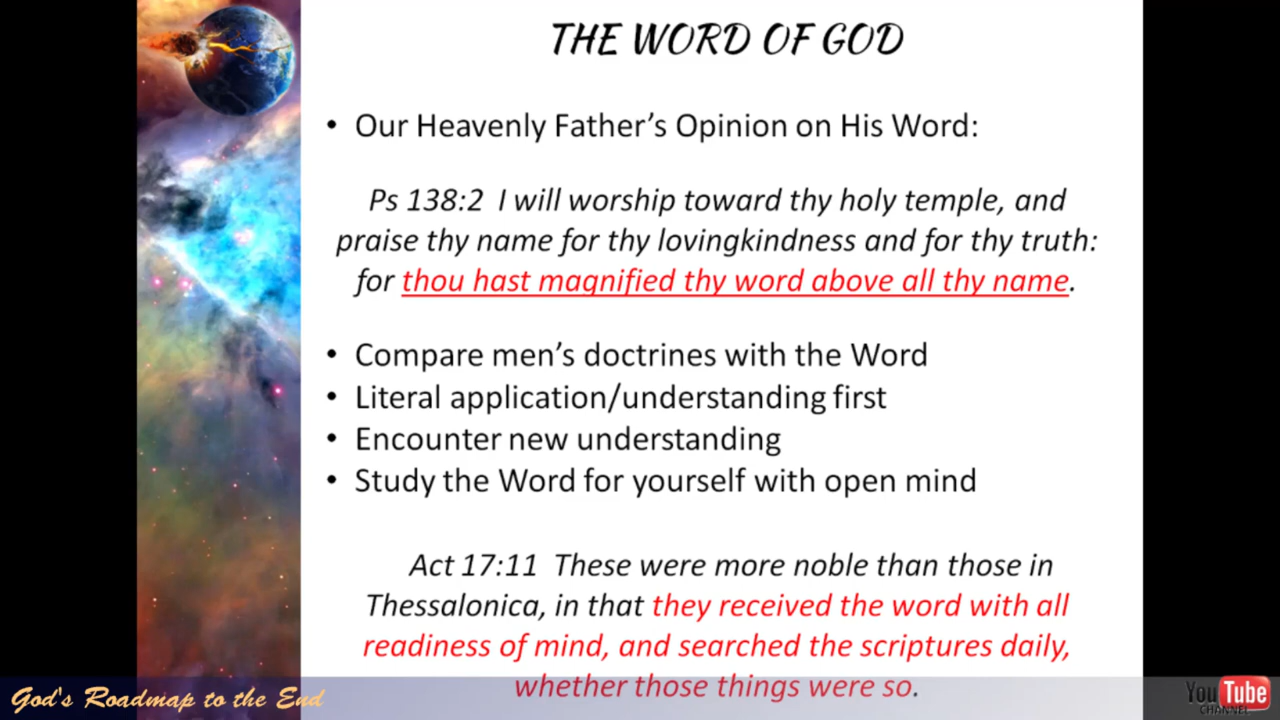 THE WORD OF GOD
• Our Heavenly Father's Opinion on His Word:
Ps 138:2 I will worship toward thy holy temple, and
praise thy name for thy lovingkindness and for thy truth:
for thou hast magnified thy word above all thy name.
• Compare men's doctrines with the Word
• Literal application/understanding first
• Encounter new understanding
• Study the Word for yourself with open mind
Act 17:11 These were more noble than those in
Thessalonica, in that they received the word with all
readiness of mind, and searched the scriptures daily,
whether those things were so.
God's Roadmap to the End
YouTube
CHANNEL